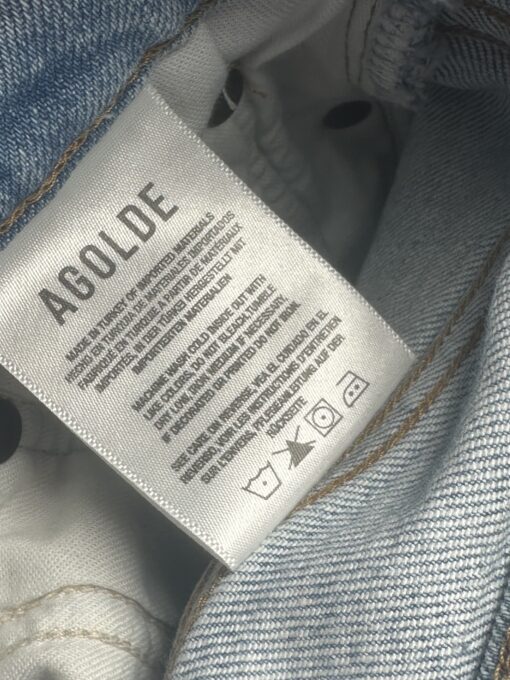 AGOLDE
MADE IN TURKEY OF IMPORTED MATERIALS
HECHO EN TURQUIA DE MATERIALES IMPORTADOS
FABRIQUÉ EN TURQUIE A PARTIR DE MATÉRIAUX
IMPORTÉS, IN DER TÜRKEI HERGESTELLT MIT
IMPORTIERTEN MATERIALIEN
MACHINE WASH COLD INSIDE OUT WITH
LIKE COLORS. DO NOT BLEACK.TUMBLE
DRY LOW. IRON MEDIUM IF NECESSARY.
IF DECORATED OR PRINTED DO NOT IRON.
SEE CARE ON REVERSE, VEA EL CUIDADO EN EL
REVERSO, VOIR LES INSTRUCTIONS D'ENTRETIEN
SUR L'ENVERS, PFLEGEANLEITUNG AUF DER
RÜCKSEITE